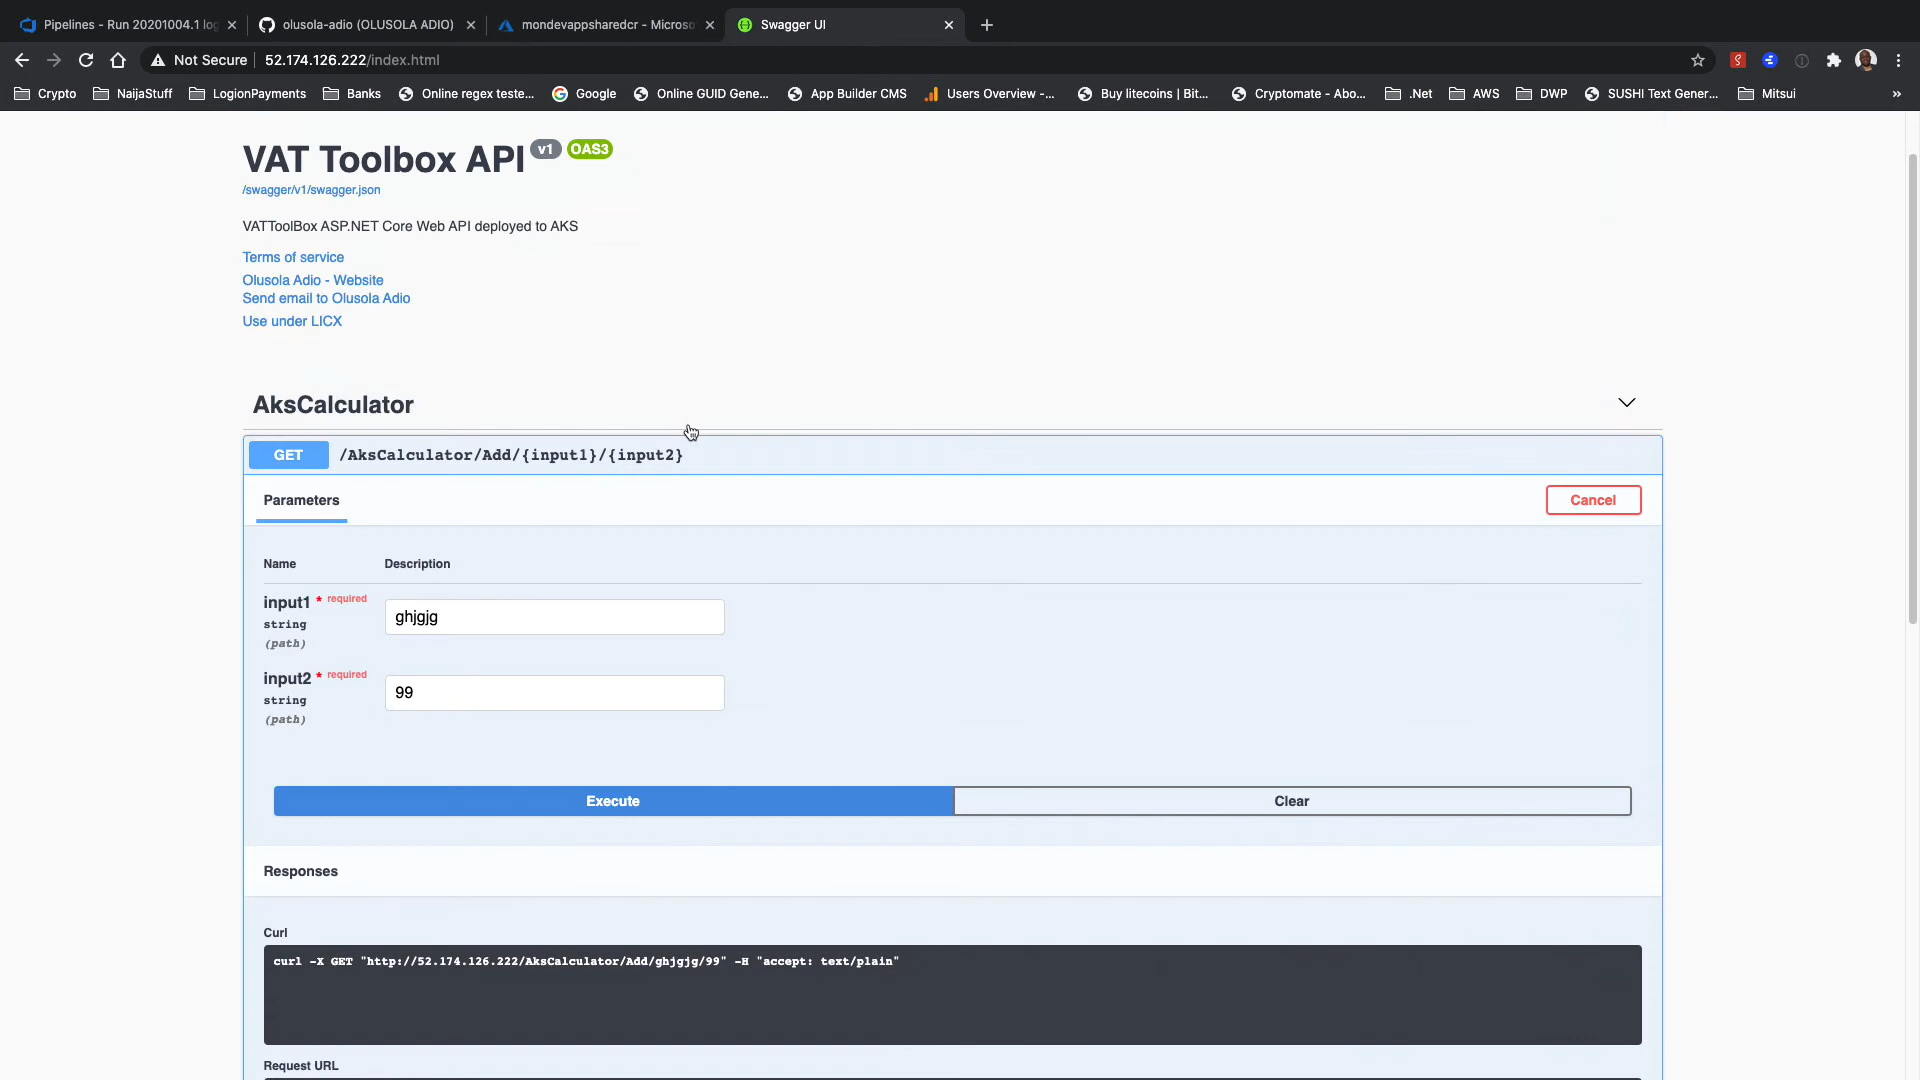 Pipelines - Run 20201004.1 log
olusola-adio (OLUSOLA ADIO)
mondevappsharedcr - Microso
Swagger UI
Not Secure
52.174.126.222/index.html
Crypto
NaijaStuff
LogionPayments
Banks
Online regex teste...
Google
Online GUID Gene...
App Builder CMS
Users Overview -...
Buy litecoins | Bit...
Cryptomate - Abo...
.Net
AWS
DWP
SUSHI Text Gener...
Mitsui
»
VAT Toolbox API v1 OAS3
/swagger/v1/swagger.json
VATToolBox ASP.NET Core Web API deployed to AKS
Terms of service
Olusola Adio - Website
Send email to Olusola Adio
Use under LICX
AksCalculator
GET /AksCalculator/Add/{input1}/{input2}
Parameters
Cancel
Name Description
input1 * required
string
(path)
ghjgjg
input2 * required
string
(path)
99
Execute
Clear
Responses
Curl
curl -X GET "http://52.174.126.222/AksCalculator/Add/ghjgjg/99" -H "accept: text/plain"
Request URL